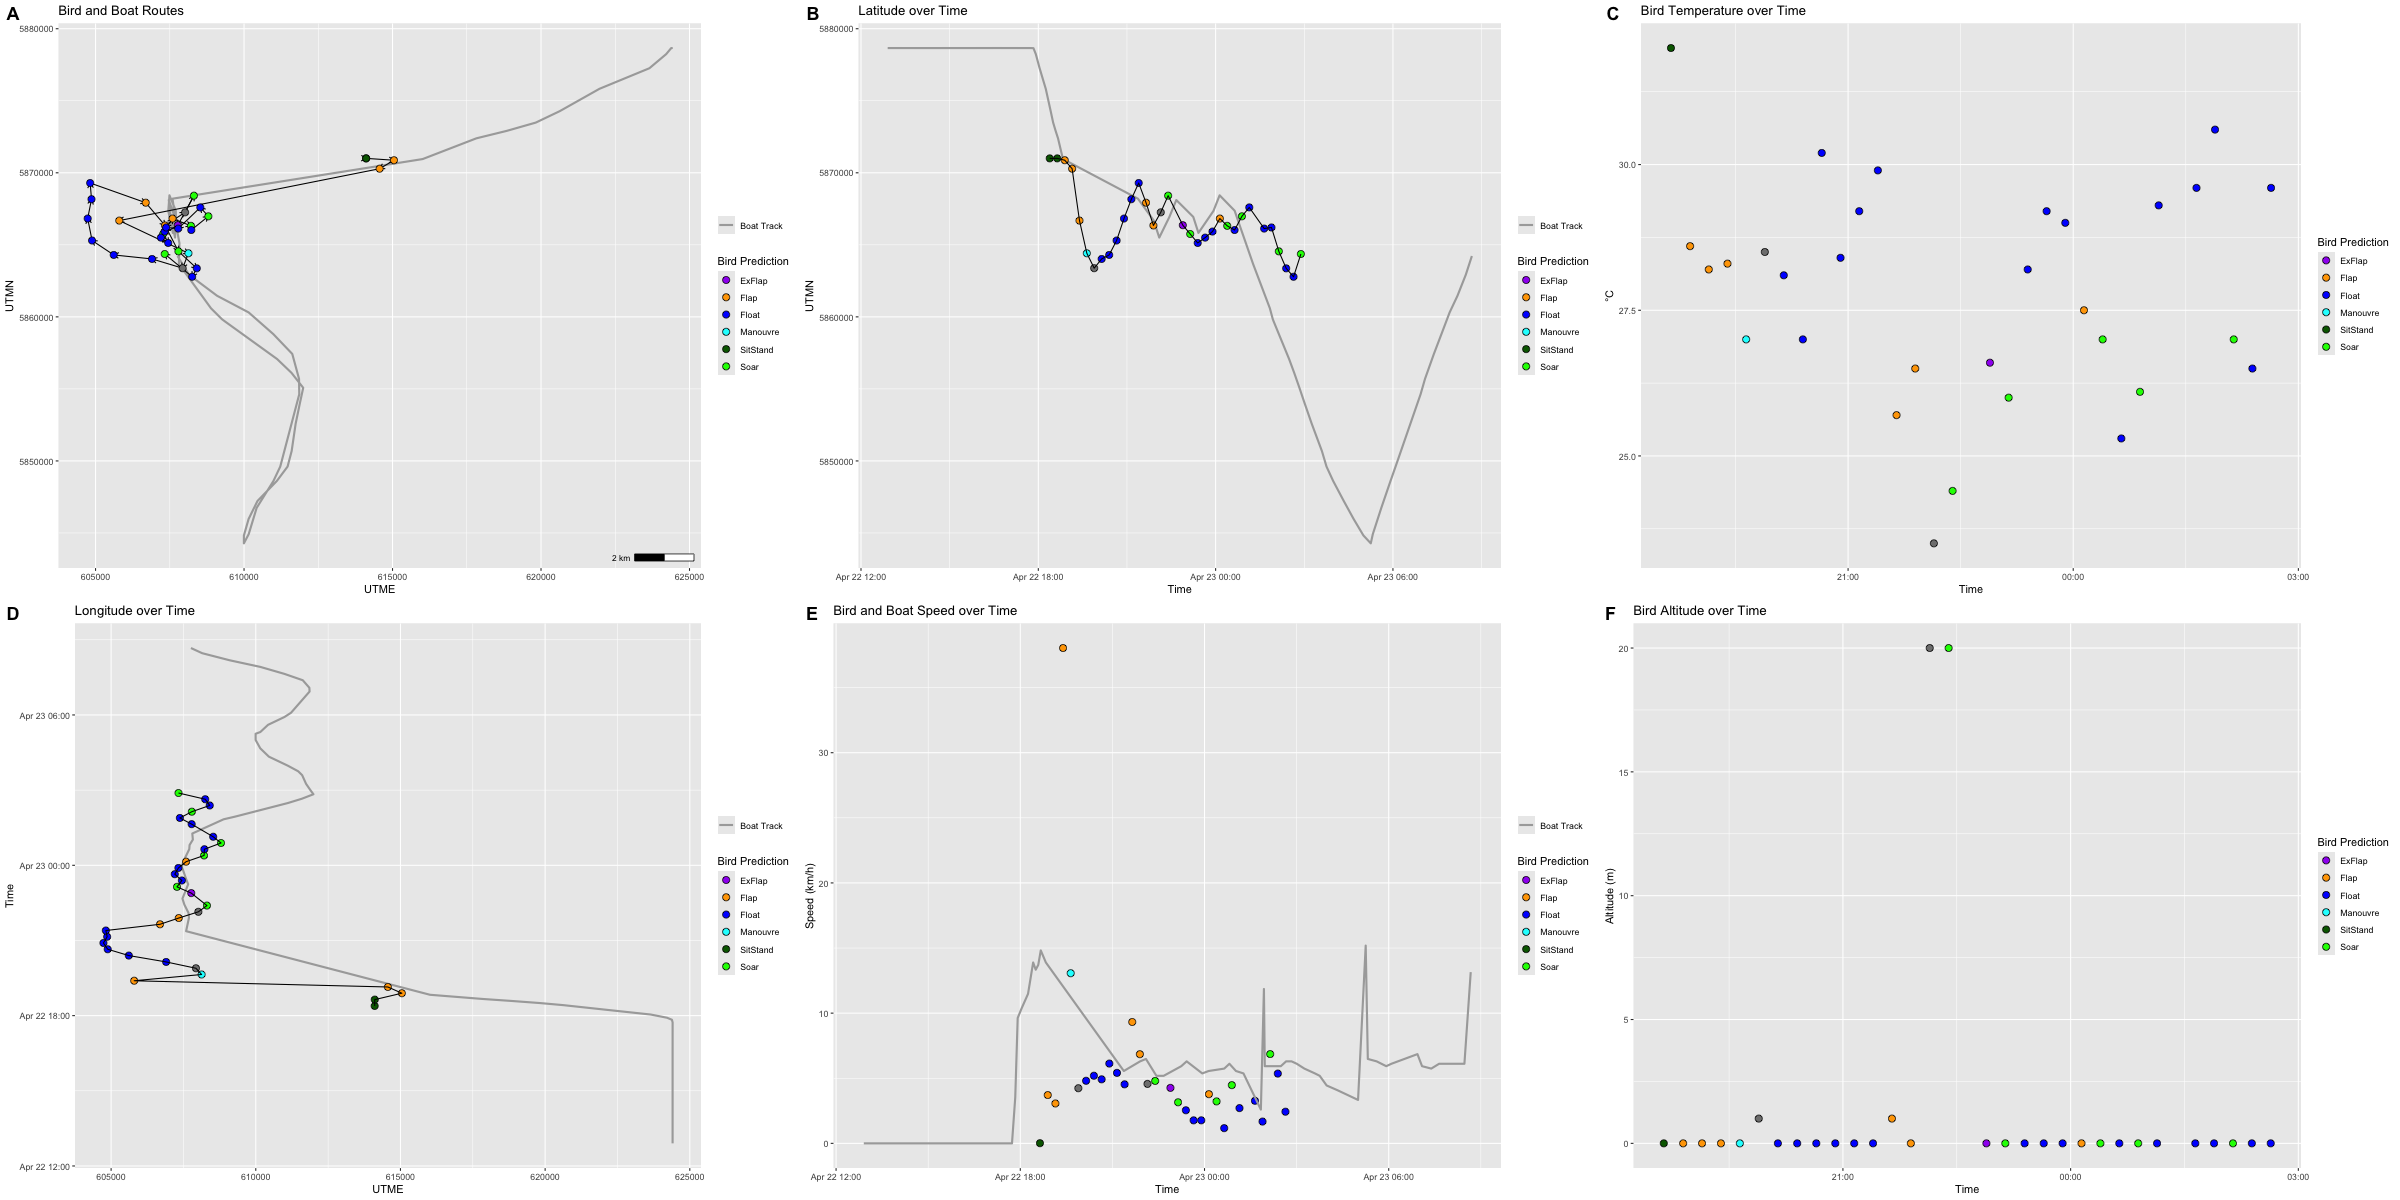 A Bird and Boat Routes
5880000
5870000
5860000
5850000
UTMN
605000 610000 615000 620000 625000
UTME
2 km
Boat Track
Bird Prediction
ExFlap
Flap
Float
Manouvre
SitStand
Soar
B Latitude over Time
5880000
5870000
5860000
5850000
UTMN
Apr 22 12:00 Apr 22 18:00 Apr 23 00:00 Apr 23 06:00
Time
Boat Track
Bird Prediction
ExFlap
Flap
Float
Manouvre
SitStand
Soar
C Bird Temperature over Time
30.0
27.5
25.0
°C
21:00 00:00 03:00
Time
Bird Prediction
ExFlap
Flap
Float
Manouvre
SitStand
Soar
D Longitude over Time
Apr 23 06:00
Apr 23 00:00
Apr 22 18:00
Apr 22 12:00
Time
605000 610000 615000 620000 625000
UTME
Boat Track
Bird Prediction
ExFlap
Flap
Float
Manouvre
SitStand
Soar
E Bird and Boat Speed over Time
30
20
10
0
Speed (km/h)
Apr 22 12:00 Apr 22 18:00 Apr 23 00:00 Apr 23 06:00
Time
Boat Track
Bird Prediction
ExFlap
Flap
Float
Manouvre
SitStand
Soar
F Bird Altitude over Time
20
15
10
5
0
Altitude (m)
21:00 00:00 03:00
Time
Bird Prediction
ExFlap
Flap
Float
Manouvre
SitStand
Soar